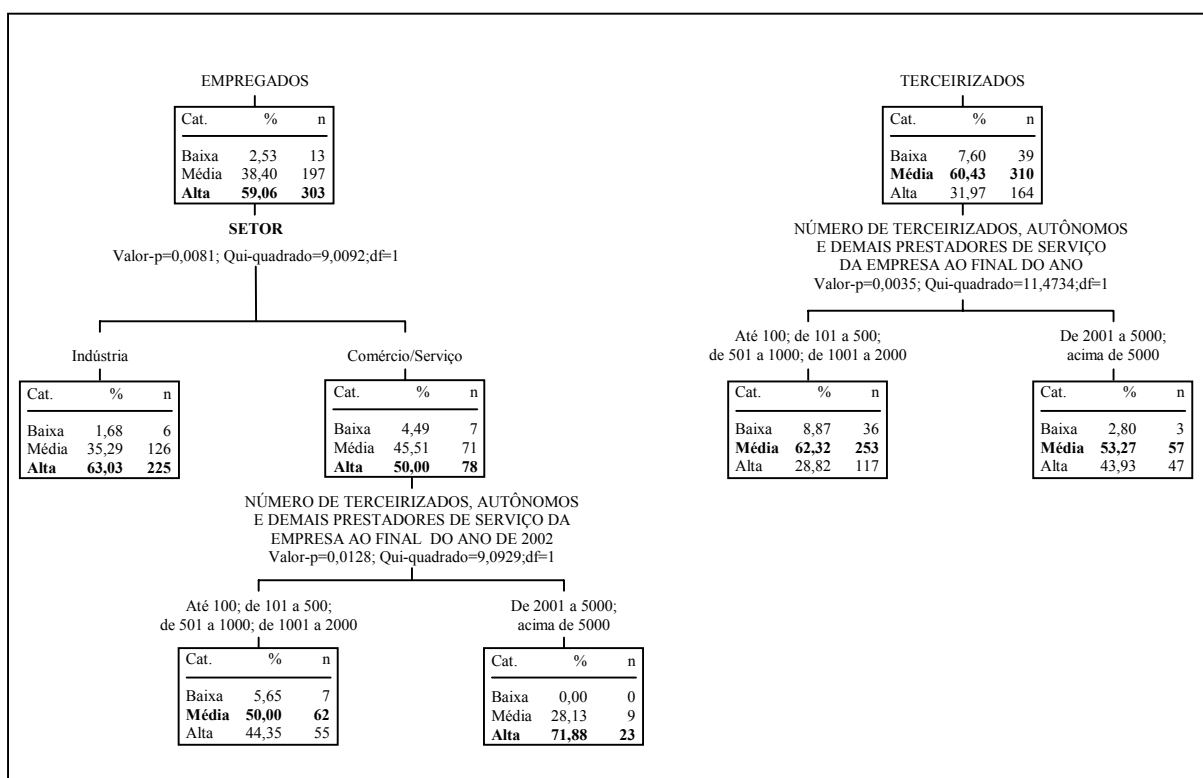 EMPREGADOS
Cat. % n
Baixa 2,53 13
Média 38,40 197
Alta 59,06 303
SETOR
Valor-p=0,0081; Qui-quadrado=9,0092;df=1
Indústria
Cat. % n
Baixa 1,68 6
Média 35,29 126
Alta 63,03 225
Comércio/Serviço
Cat. % n
Baixa 4,49 7
Média 45,51 71
Alta 50,00 78
NÚMERO DE TERCEIRIZADOS, AUTÔNOMOS
E DEMAIS PRESTADORES DE SERVIÇO DA
EMPRESA AO FINAL DO ANO DE 2002
Valor-p=0,0128; Qui-quadrado=9,0929;df=1
Até 100; de 101 a 500;
de 501 a 1000; de 1001 a 2000
Cat. % n
Baixa 5,65 7
Média 50,00 62
Alta 44,35 55
De 2001 a 5000;
acima de 5000
Cat. % n
Baixa 0,00 0
Média 28,13 9
Alta 71,88 23
TERCEIRIZADOS
Cat. % n
Baixa 7,60 39
Média 60,43 310
Alta 31,97 164
NÚMERO DE TERCEIRIZADOS, AUTÔNOMOS
E DEMAIS PRESTADORES DE SERVIÇO
DA EMPRESA AO FINAL DO ANO
Valor-p=0,0035; Qui-quadrado=11,4734;df=1
Até 100; de 101 a 500;
de 501 a 1000; de 1001 a 2000
Cat. % n
Baixa 8,87 36
Média 62,32 253
Alta 28,82 117
De 2001 a 5000;
acima de 5000
Cat. % n
Baixa 2,80 3
Média 53,27 57
Alta 43,93 47